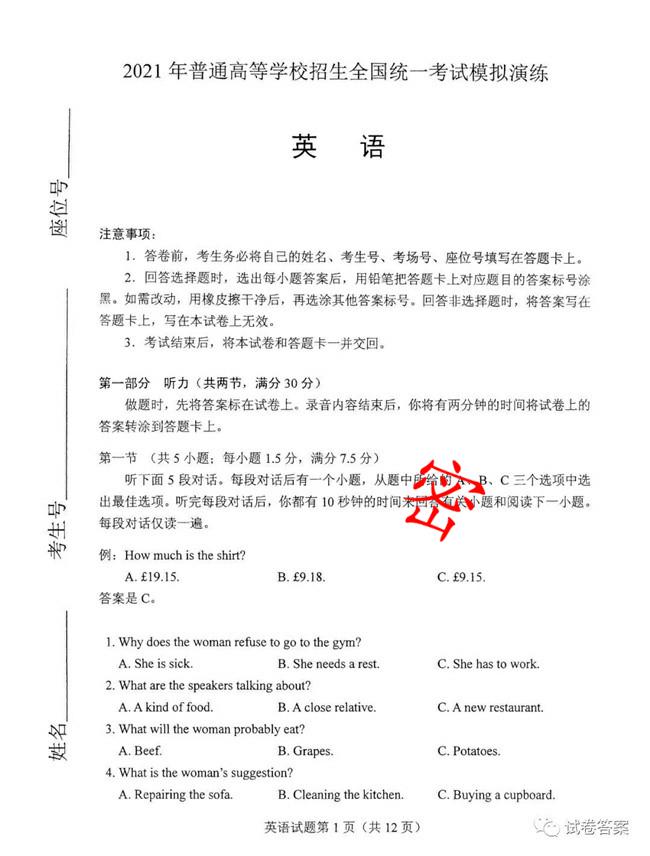 2021 年普通高等学校招生全国统一考试模拟演练
英 语
座位号
考生号
姓名
注意事项：
1．答卷前，考生务必将自己的姓名、考生号、考场号、座位号填写在答题卡上。
2．回答选择题时，选出每小题答案后，用铅笔把答题卡上对应题目的答案标号涂
黑。如需改动，用橡皮擦干净后，再选涂其他答案标号。回答非选择题时，将答案写在
答题卡上，写在本试卷上无效。
3．考试结束后，将本试卷和答题卡一并交回。
第一部分 听力（共两节，满分 30 分）
做题时，先将答案标在试卷上。录音内容结束后，你将有两分钟的时间将试卷上的
答案转涂到答题卡上。
第一节 （共 5 小题；每小题 1.5 分，满分 7.5 分）
听下面 5 段对话。每段对话后有一个小题，从题中所给的 A、B、C 三个选项中选
出最佳选项。听完每段对话后，你都有 10 秒钟的时间来回答有关小题和阅读下一小题。
每段对话仅读一遍。
密
例：How much is the shirt?
A. £19.15. B. £9.18. C. £9.15.
答案是 C。
1. Why does the woman refuse to go to the gym?
A. She is sick. B. She needs a rest. C. She has to work.
2. What are the speakers talking about?
A. A kind of food. B. A close relative. C. A new restaurant.
3. What will the woman probably eat?
A. Beef. B. Grapes. C. Potatoes.
4. What is the woman's suggestion?
A. Repairing the sofa. B. Cleaning the kitchen. C. Buying a cupboard.
英语试题第 1 页（共 12 页）
试卷答案